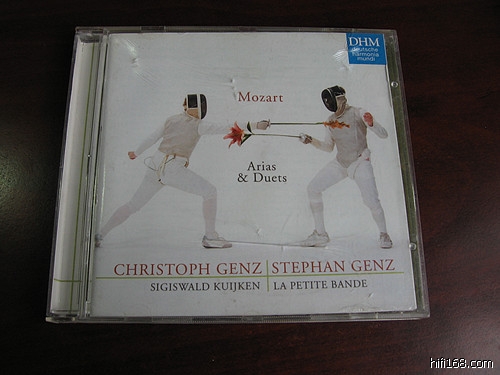 DHM
deutsche
harmonia
mundi
Mozart
Arias
& Duets
CHRISTOPH GENZ | STEPHAN GENZ
SIGISWALD KUIJKEN | LA PETITE BANDE
hifi168.com